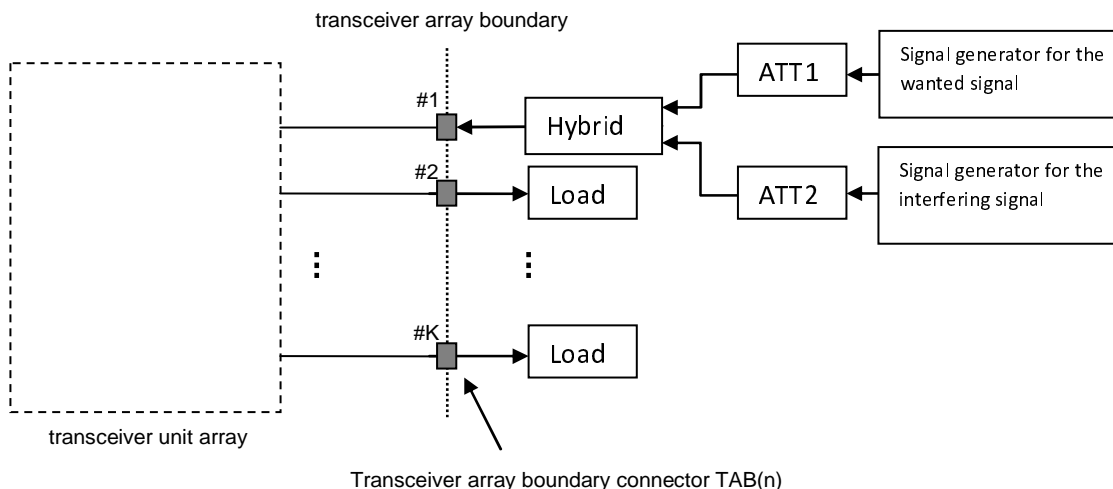 transceiver array boundary
#1
Hybrid
ATT1
Signal generator for the
wanted signal
#2
Load
ATT2
Signal generator for the
interfering signal
#K
Load
transceiver unit array
Transceiver array boundary connector TAB(n)